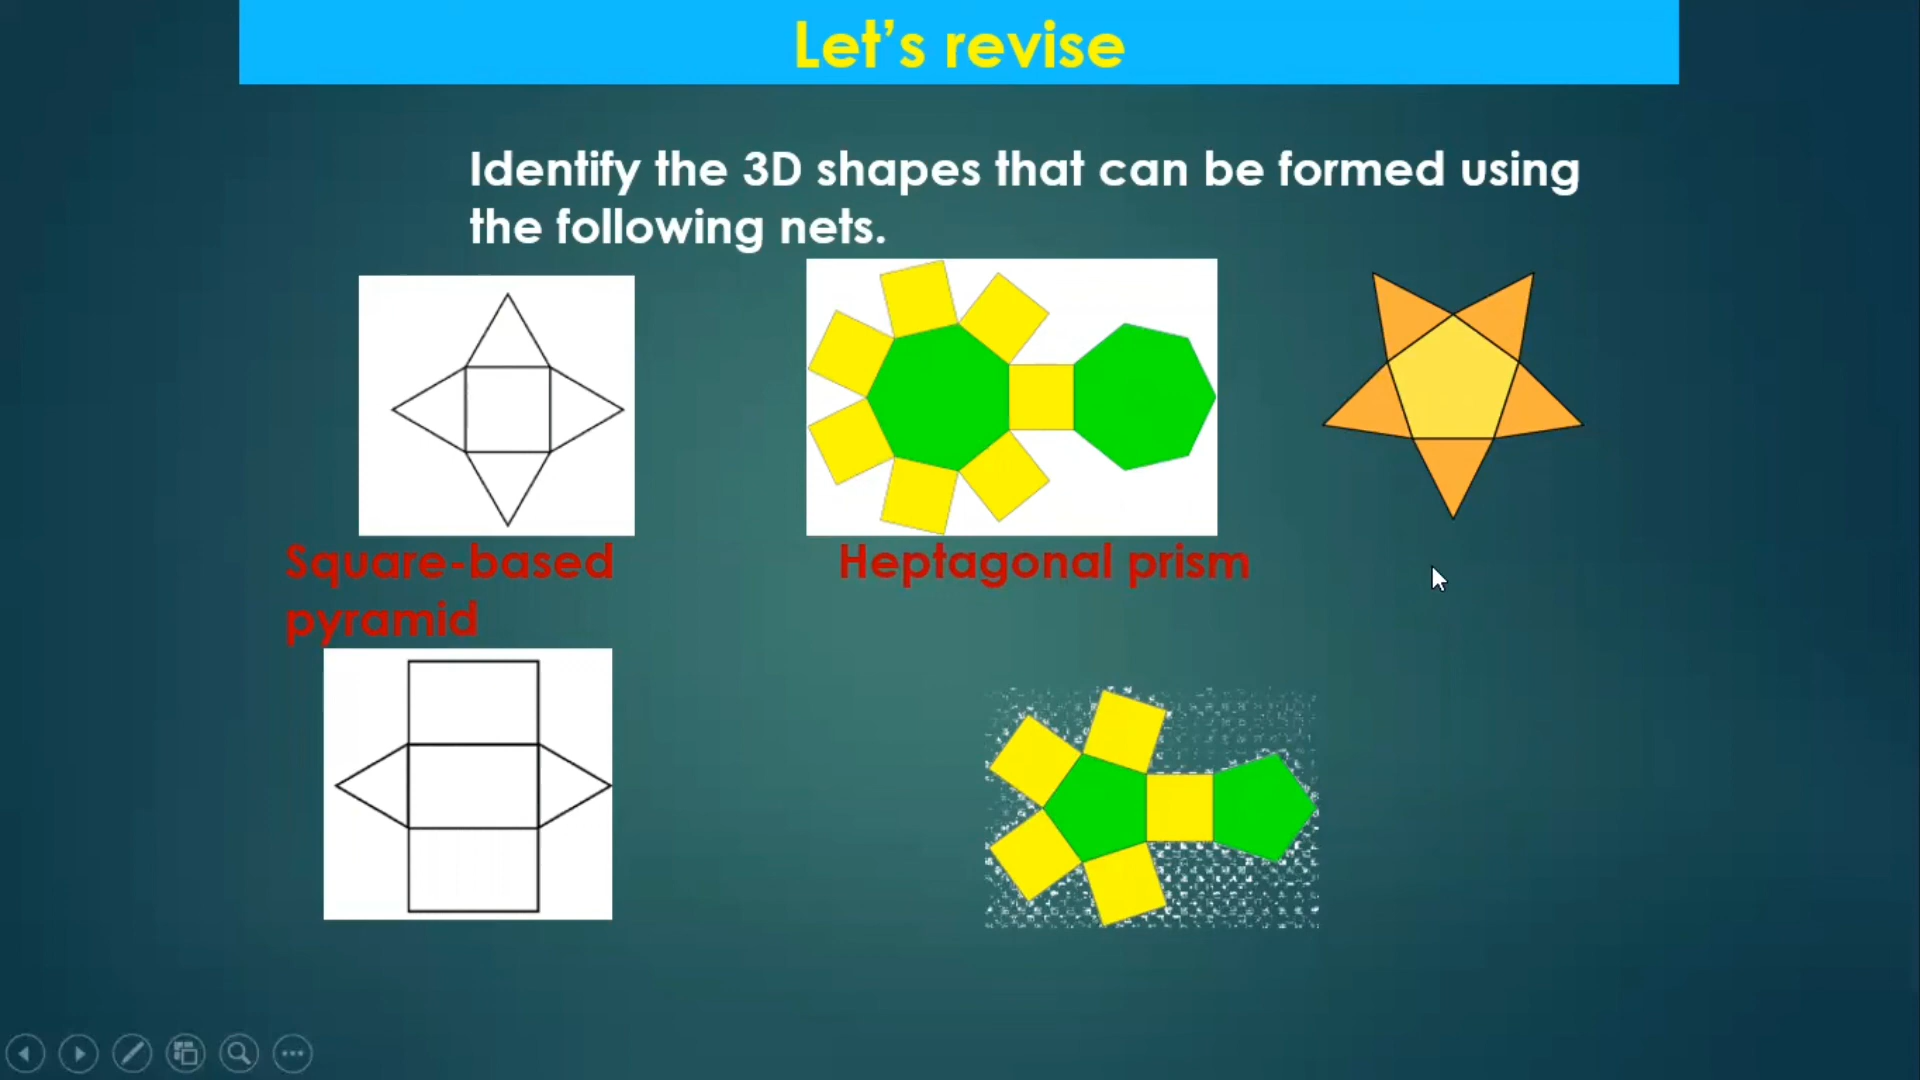 Let's revise
Identify the 3D shapes that can be formed using
the following nets.
Square-based
pyramid
Heptagonal prism